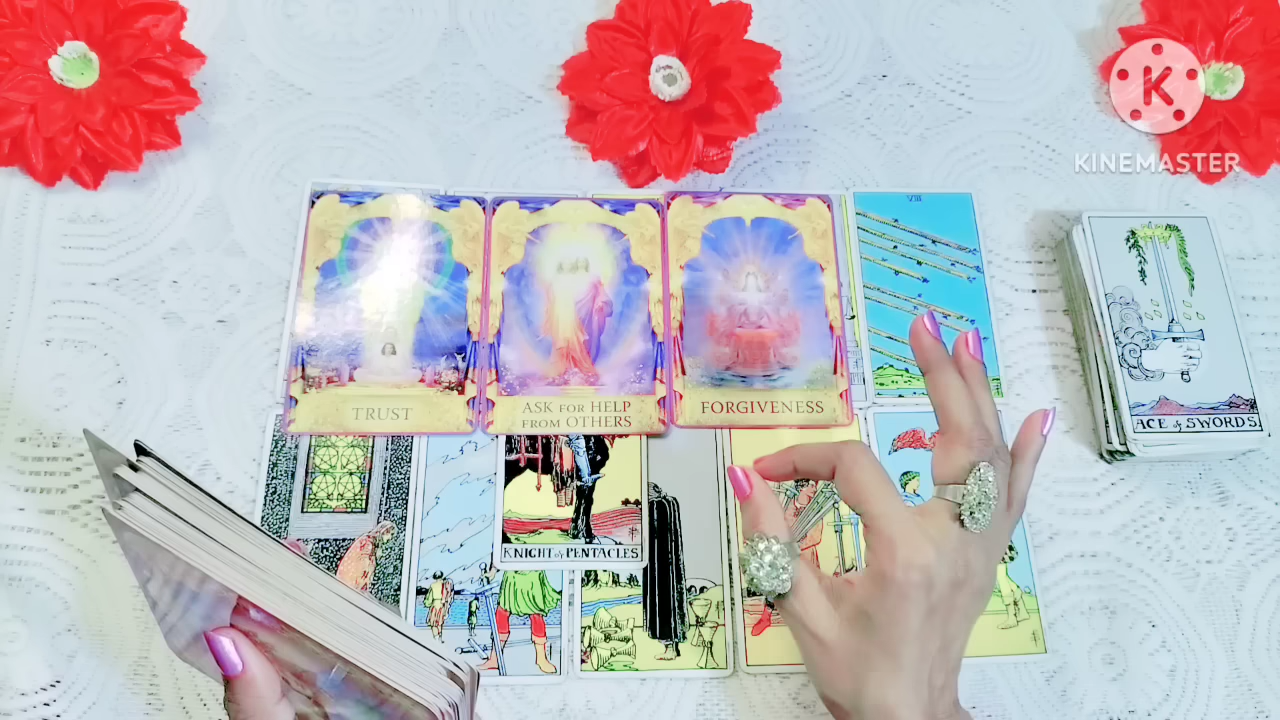 K
KINEMASTER
VIII
TRUST
ASK FOR HELP
FROM OTHERS
FORGIVENESS
ACE of SWORDS.
KNIGHT of PENTACLES.